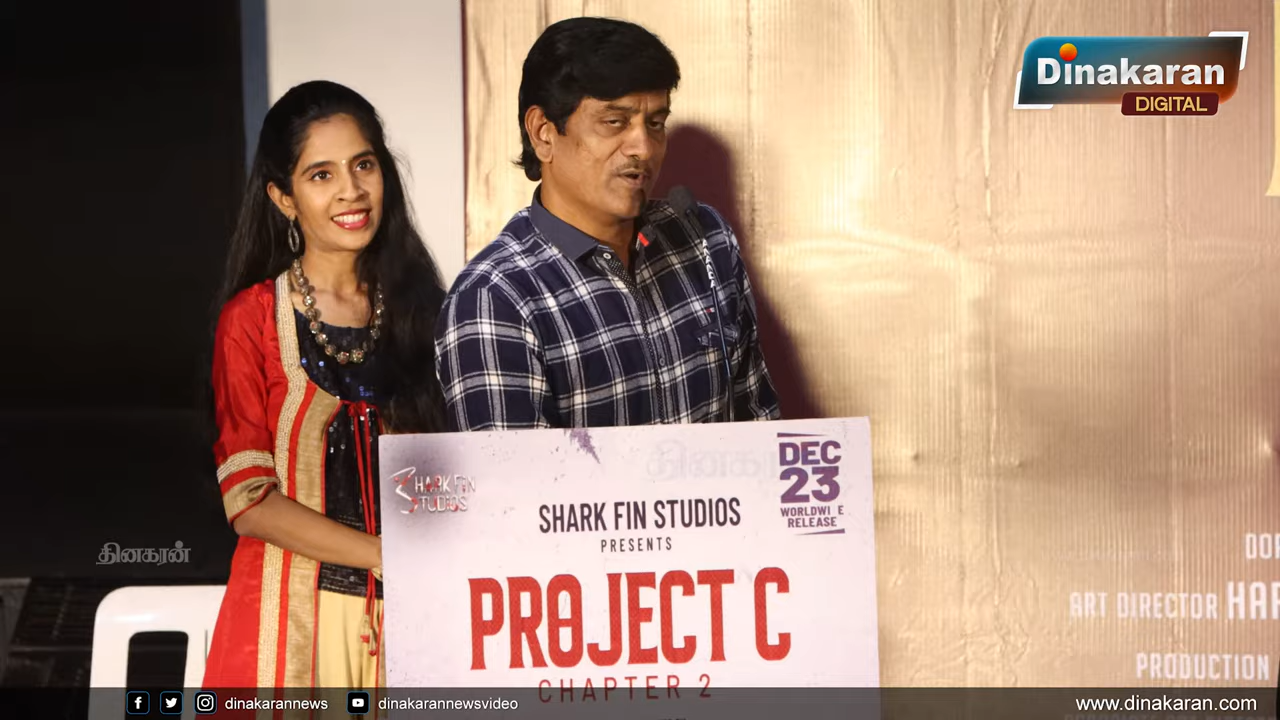 Dinakaran
DIGITAL
SHARK FIN
STUDIOS
DEC
23
WORLDWI E
RELEASE
SHARK FIN STUDIOS
PRESENTS
PROJECT C
CHAPTER 2
தினகரன்
ART DIRECTOR
PRODUCTION
dinakarannews
dinakarannewsvideo
www.dinakaran.com